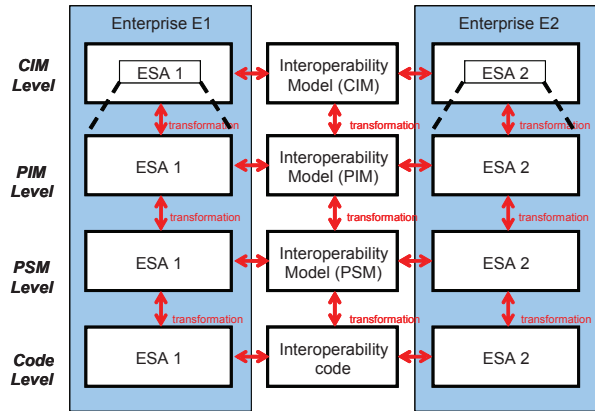 Enterprise E1
Enterprise E2
CIM
Level
ESA 1
Interoperability
Model (CIM)
ESA 2
transformation
transformation
transformation
PIM
Level
ESA 1
Interoperability
Model (PIM)
ESA 2
transformation
transformation
transformation
PSM
Level
ESA 1
Interoperability
Model (PSM)
ESA 2
transformation
transformation
transformation
Code
Level
ESA 1
Interoperability
code
ESA 2